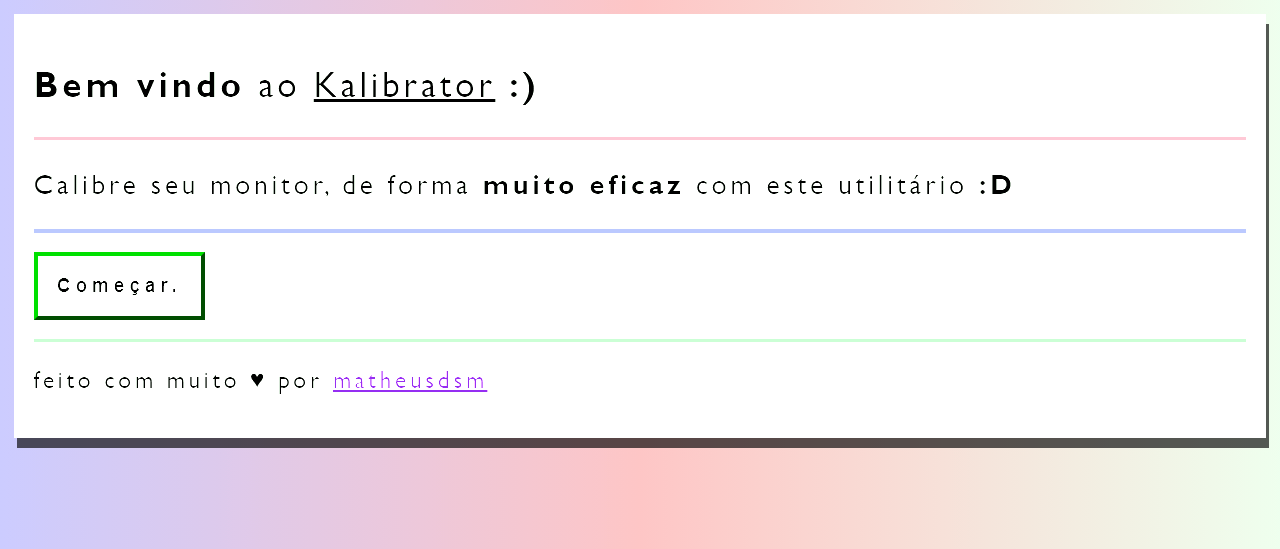 Bem vindo ao Kalibrator :)
Calibre seu monitor, de forma muito eficaz com este utilitário :D
Começar.
feito com muito ♥ por matheusdsm